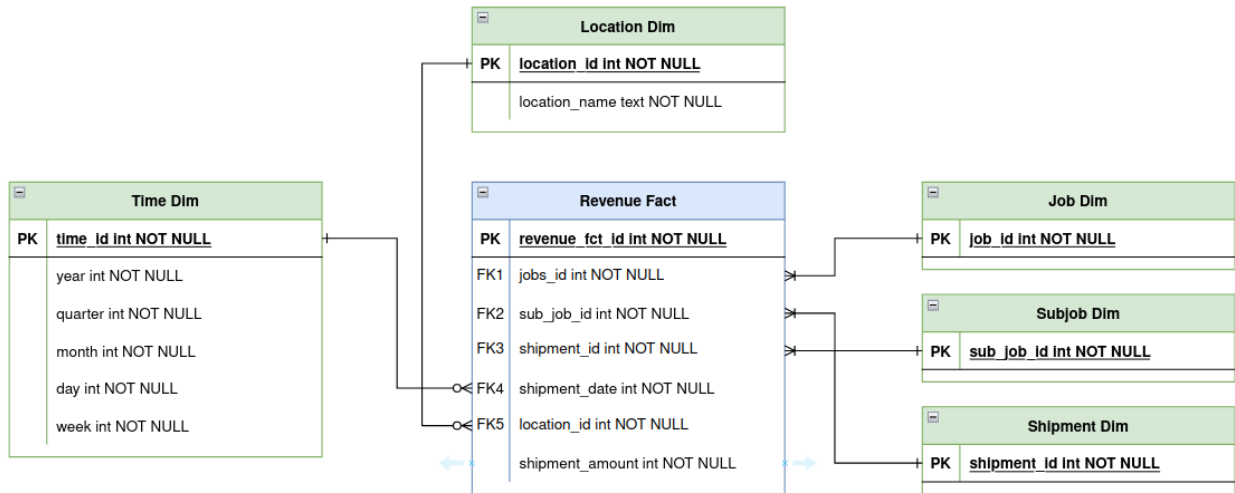 Location Dim
PK location_id int NOT NULL
location_name text NOT NULL
Time Dim
PK time_id int NOT NULL
year int NOT NULL
quarter int NOT NULL
month int NOT NULL
day int NOT NULL
week int NOT NULL
Revenue Fact
PK revenue_fct_id int NOT NULL
FK1 jobs_id int NOT NULL
FK2 sub_job_id int NOT NULL
FK3 shipment_id int NOT NULL
FK4 shipment_date int NOT NULL
FK5 location_id int NOT NULL
shipment_amount int NOT NULL
Job Dim
PK job_id int NOT NULL
Subjob Dim
PK sub_job_id int NOT NULL
Shipment Dim
PK shipment_id int NOT NULL